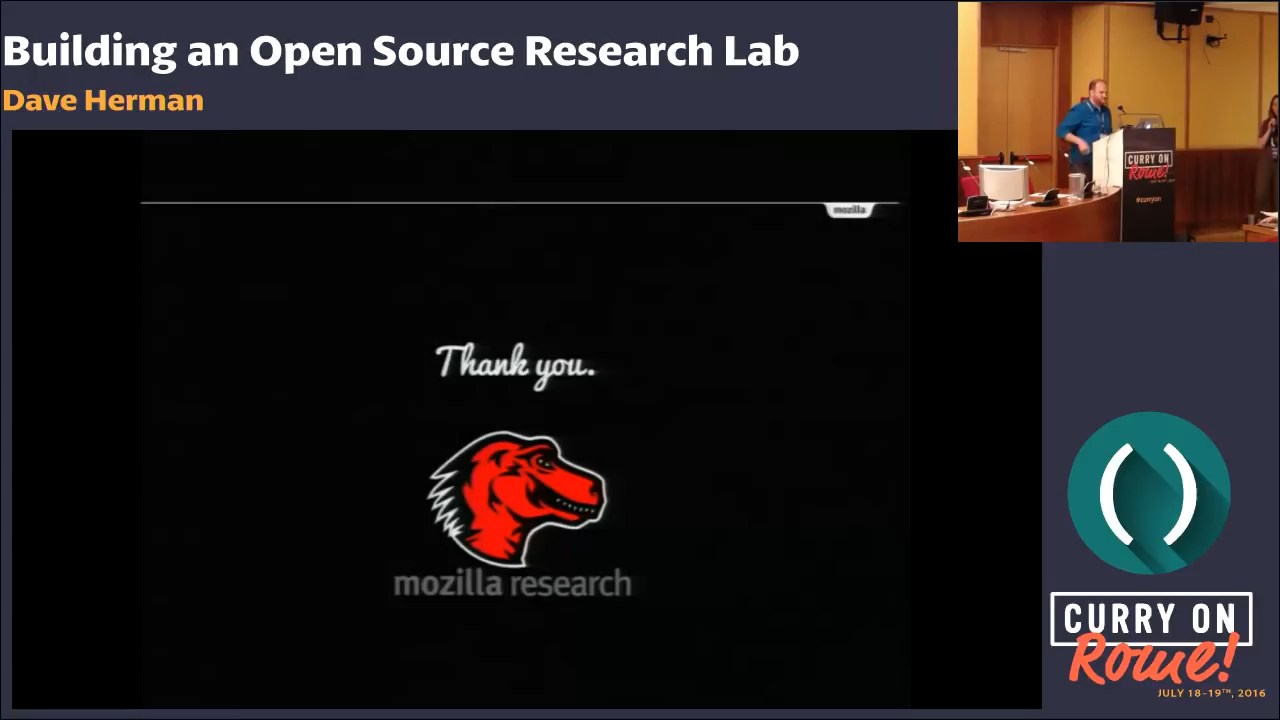 Building an Open Source Research Lab
Dave Herman
mozilla
Thank you.
mozilla research
CURRY ON
Rome!
#curryon
( )
CURRY ON
Rome!
JULY 18-19TH, 2016